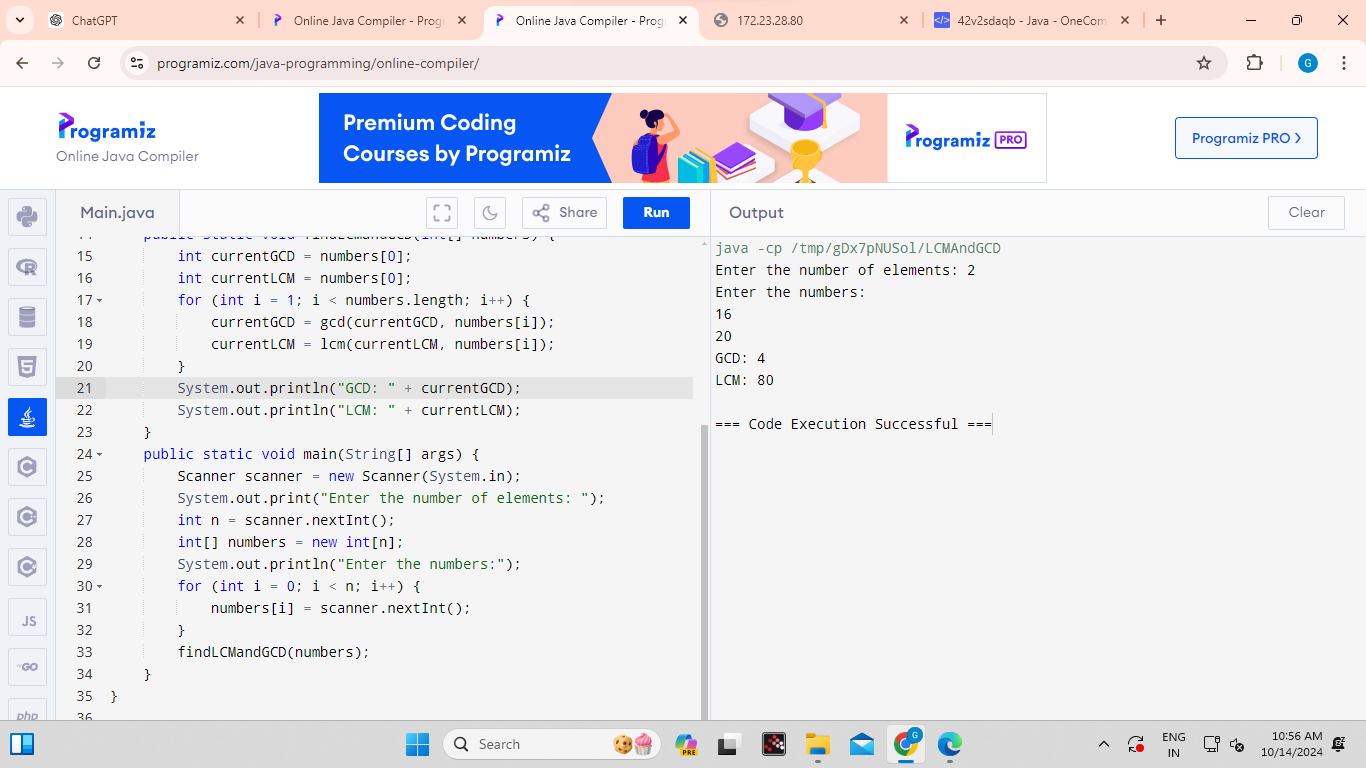 ChatGPT
Online Java Compiler - Prog
Online Java Compiler - Prog
172.23.28.80
42v2sdaqb - Java - OneCom
programiz.com/java-programming/online-compiler/
G
Programiz
Online Java Compiler
Premium Coding
Courses by Programiz
Programiz PRO
Programiz PRO
Main.java
Share
Run
Output
Clear
14 public static void findLCMandGCD(int[] numbers) {
15 int currentGCD = numbers[0];
16 int currentLCM = numbers[0];
17 for (int i = 1; i < numbers.length; i++) {
18 currentGCD = gcd(currentGCD, numbers[i]);
19 currentLCM = lcm(currentLCM, numbers[i]);
20 }
21 System.out.println("GCD: " + currentGCD);
22 System.out.println("LCM: " + currentLCM);
23 }
24 public static void main(String[] args) {
25 Scanner scanner = new Scanner(System.in);
26 System.out.print("Enter the number of elements: ");
27 int n = scanner.nextInt();
28 int[] numbers = new int[n];
29 System.out.println("Enter the numbers:");
30 for (int i = 0; i < n; i++) {
31 numbers[i] = scanner.nextInt();
32 }
33 findLCMandGCD(numbers);
34 }
35 }
36
java -cp /tmp/gDx7pNUSol/LCMAndGCD
Enter the number of elements: 2
Enter the numbers:
16
20
GCD: 4
LCM: 80
=== Code Execution Successful ===
JS
GO
php
Search
PRE
G
ENG
IN
10:56 AM
10/14/2024